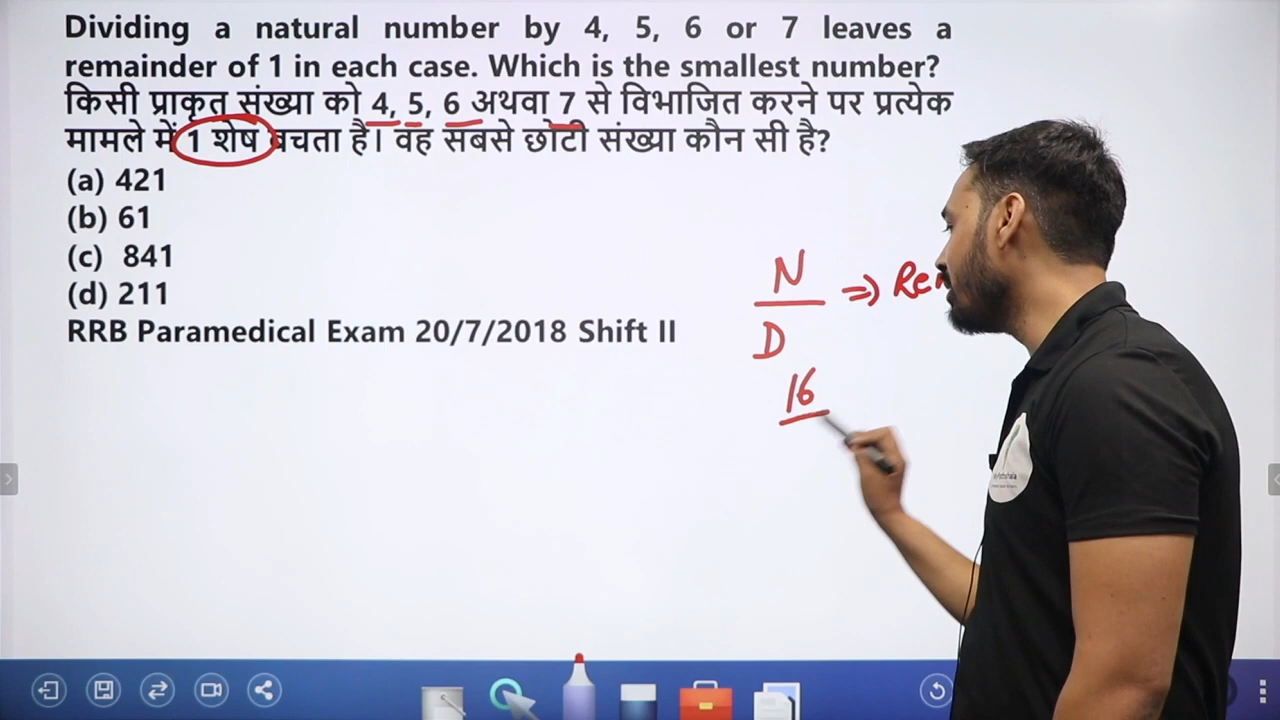 Dividing a natural number by 4, 5, 6 or 7 leaves a
remainder of 1 in each case. Which is the smallest number?
किसी प्राकृत संख्या को 4, 5, 6 अथवा 7 से विभाजित करने पर प्रत्येक
मामले में 1 शेष बचता है। वह सबसे छोटी संख्या कौन सी है?
(a) 421
(b) 61
(c) 841
(d) 211
RRB Paramedical Exam 20/7/2018 Shift II
N
⇒
D
16